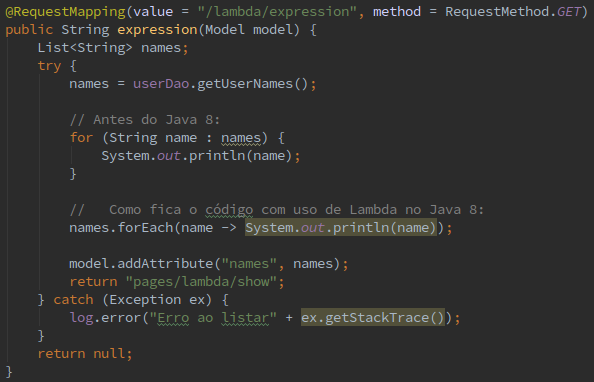 @RequestMapping(value = "/lambda/expression", method = RequestMethod.GET)
public String expression(Model model) {
List<String> names;
try {
names = userDao.getUserNames();
// Antes do Java 8:
for (String name : names) {
System.out.println(name);
}
//   Como fica o código com uso de Lambda no Java 8:
names.forEach(name -> System.out.println(name));
model.addAttribute("names", names);
return "pages/lambda/show";
} catch (Exception ex) {
log.error("Erro ao listar" + ex.getStackTrace());
}
return null;
}